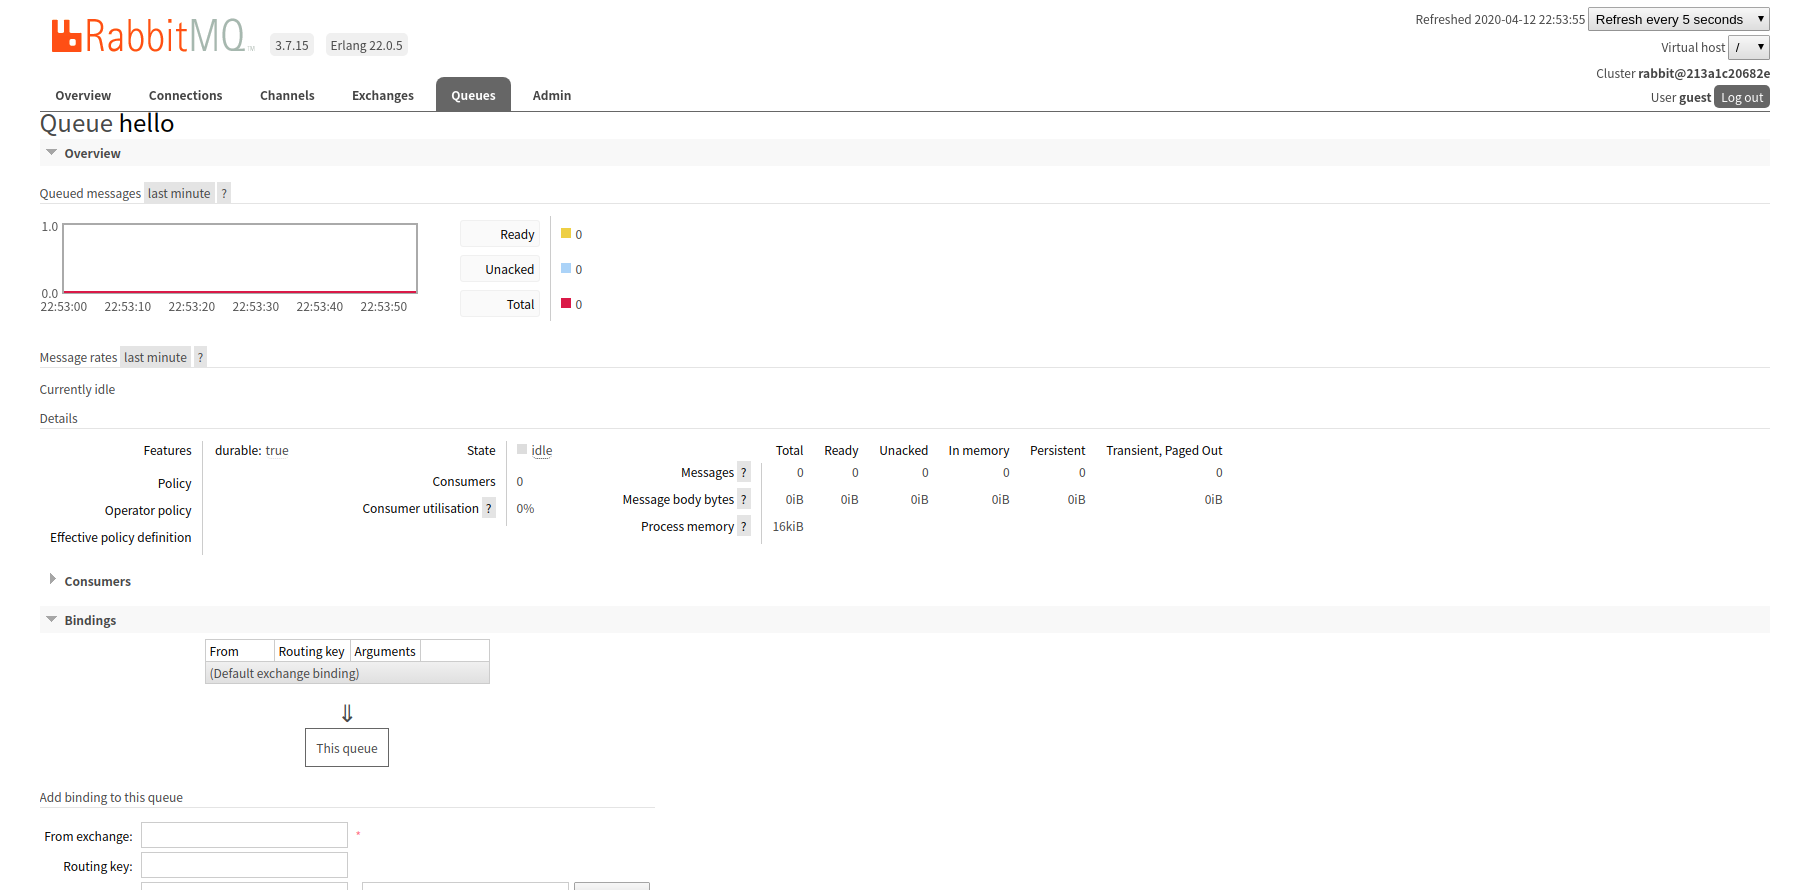 RabbitMQ TM 3.7.15 Erlang 22.0.5
Refreshed 2020-04-12 22:53:55 Refresh every 5 seconds
Virtual host /
Cluster rabbit@213a1c20682e
User guest Log out
Overview Connections Channels Exchanges Queues Admin
Queue hello
Overview
Queued messages last minute ?
1.0
0.0
22:53:00 22:53:10 22:53:20 22:53:30 22:53:40 22:53:50
Ready 0
Unacked 0
Total 0
Message rates last minute ?
Currently idle
Details
Features durable: true
Policy
Operator policy
Effective policy definition
State idle
Consumers 0
Consumer utilisation ? 0%
Total Ready Unacked In memory Persistent Transient, Paged Out
Messages ? 0 0 0 0 0 0
Message body bytes ? 0iB 0iB 0iB 0iB 0iB 0iB
Process memory ? 16kiB
Consumers
Bindings
From Routing key Arguments
(Default exchange binding)
⇓
This queue
Add binding to this queue
From exchange: *
Routing key: